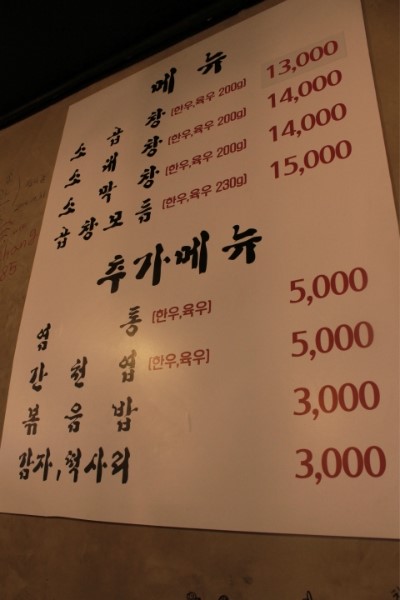 메뉴
소 곱 창 (한우,육우 200g) 13,000
소 대 창 (한우,육우 200g) 14,000
소 막 창 (한우,육우 200g) 14,000
곱창모듬 (한우,육우 230g) 15,000
추가메뉴
염 통 (한우,육우) 5,000
간 천 엽 (한우,육우) 5,000
볶 음 밥 3,000
감자,떡사리 3,000